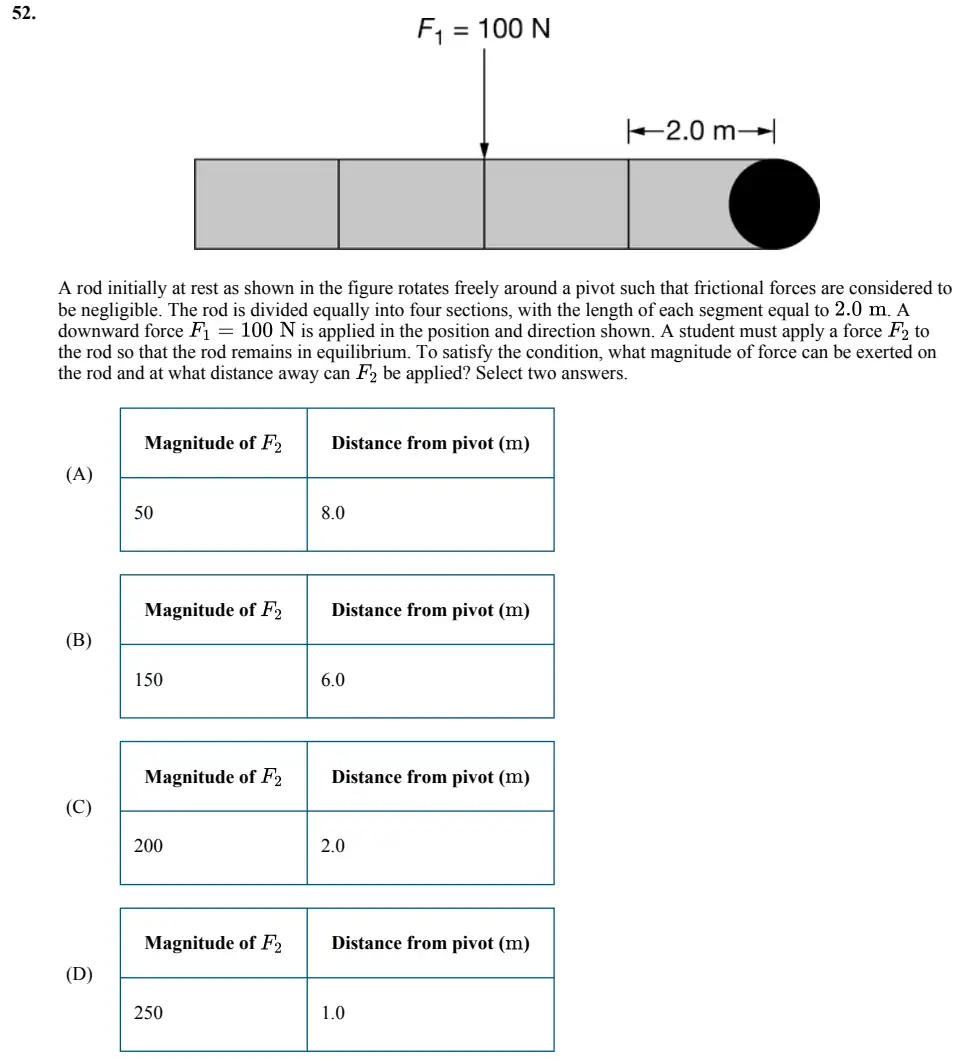 52.
F₁ = 100 N
2.0 m
A rod initially at rest as shown in the figure rotates freely around a pivot such that frictional forces are considered to
be negligible. The rod is divided equally into four sections, with the length of each segment equal to 2.0 m. A
downward force F₁ = 100 N is applied in the position and direction shown. A student must apply a force F₂ to
the rod so that the rod remains in equilibrium. To satisfy the condition, what magnitude of force can be exerted on
the rod and at what distance away can F₂ be applied? Select two answers.
(A)
Magnitude of F₂ Distance from pivot (m)
50 8.0
(B)
Magnitude of F₂ Distance from pivot (m)
150 6.0
(C)
Magnitude of F₂ Distance from pivot (m)
200 2.0
(D)
Magnitude of F₂ Distance from pivot (m)
250 1.0